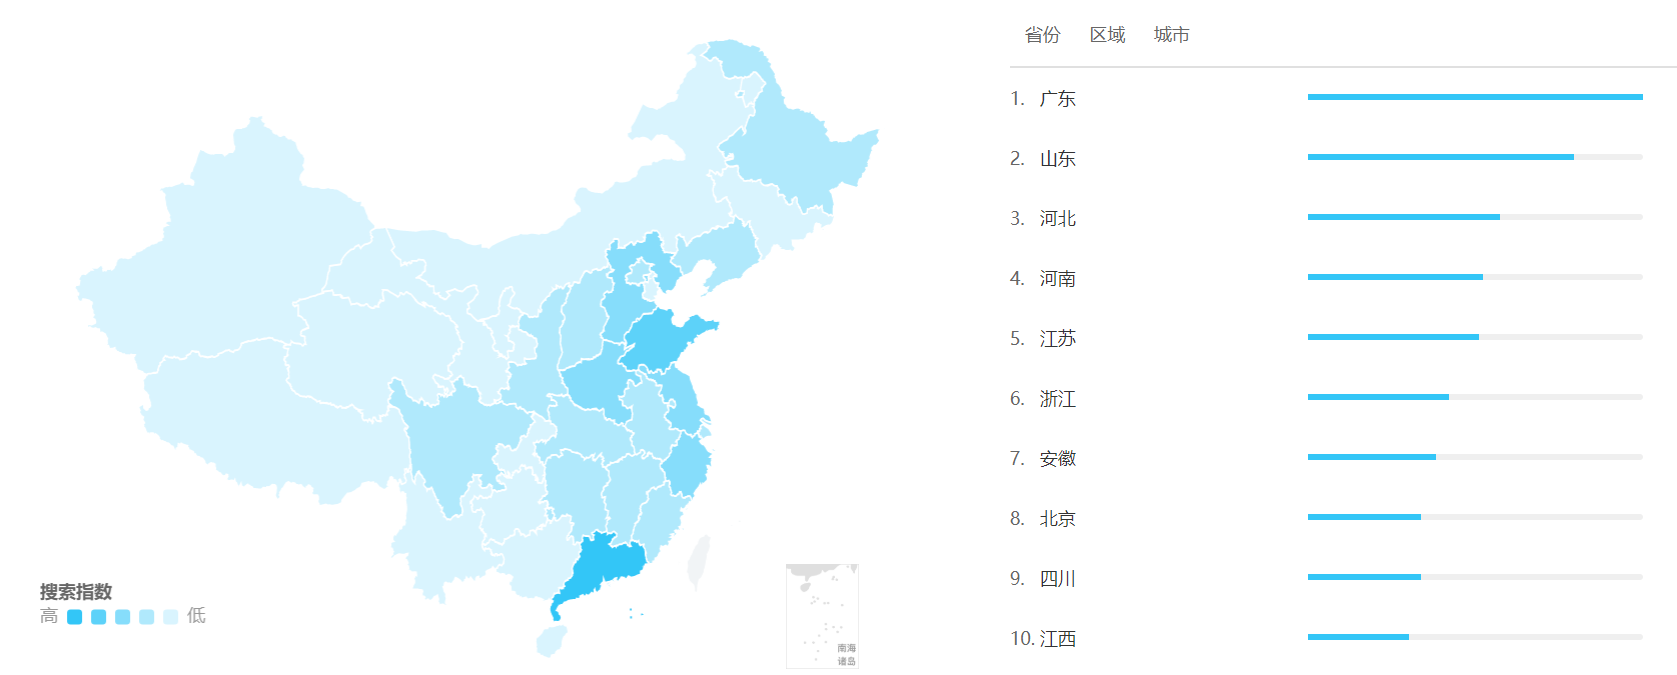 省份 区域 城市
1. 广东
2. 山东
3. 河北
4. 河南
5. 江苏
6. 浙江
7. 安徽
8. 北京
9. 四川
10. 江西
搜索指数
高 低
南海
诸岛